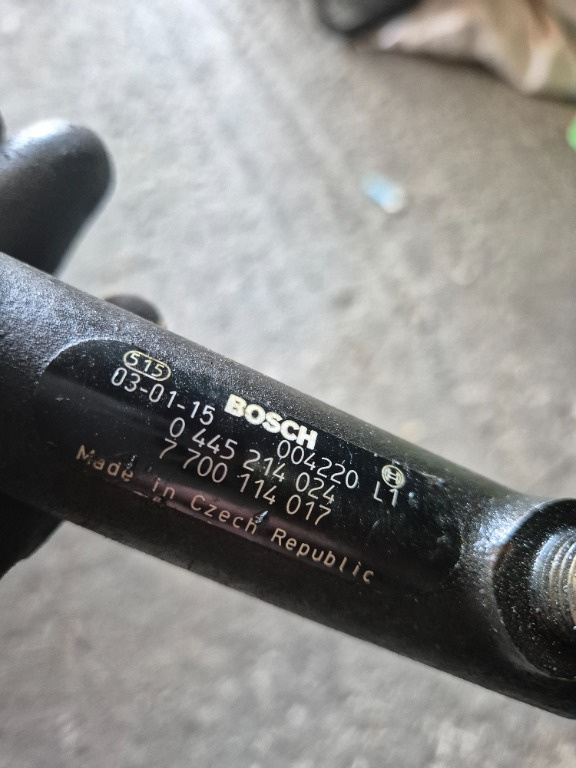 515
03-01-15 BOSCH 004220 L1
0 445 214 024
7 700 114 017
Made in Czech Republic